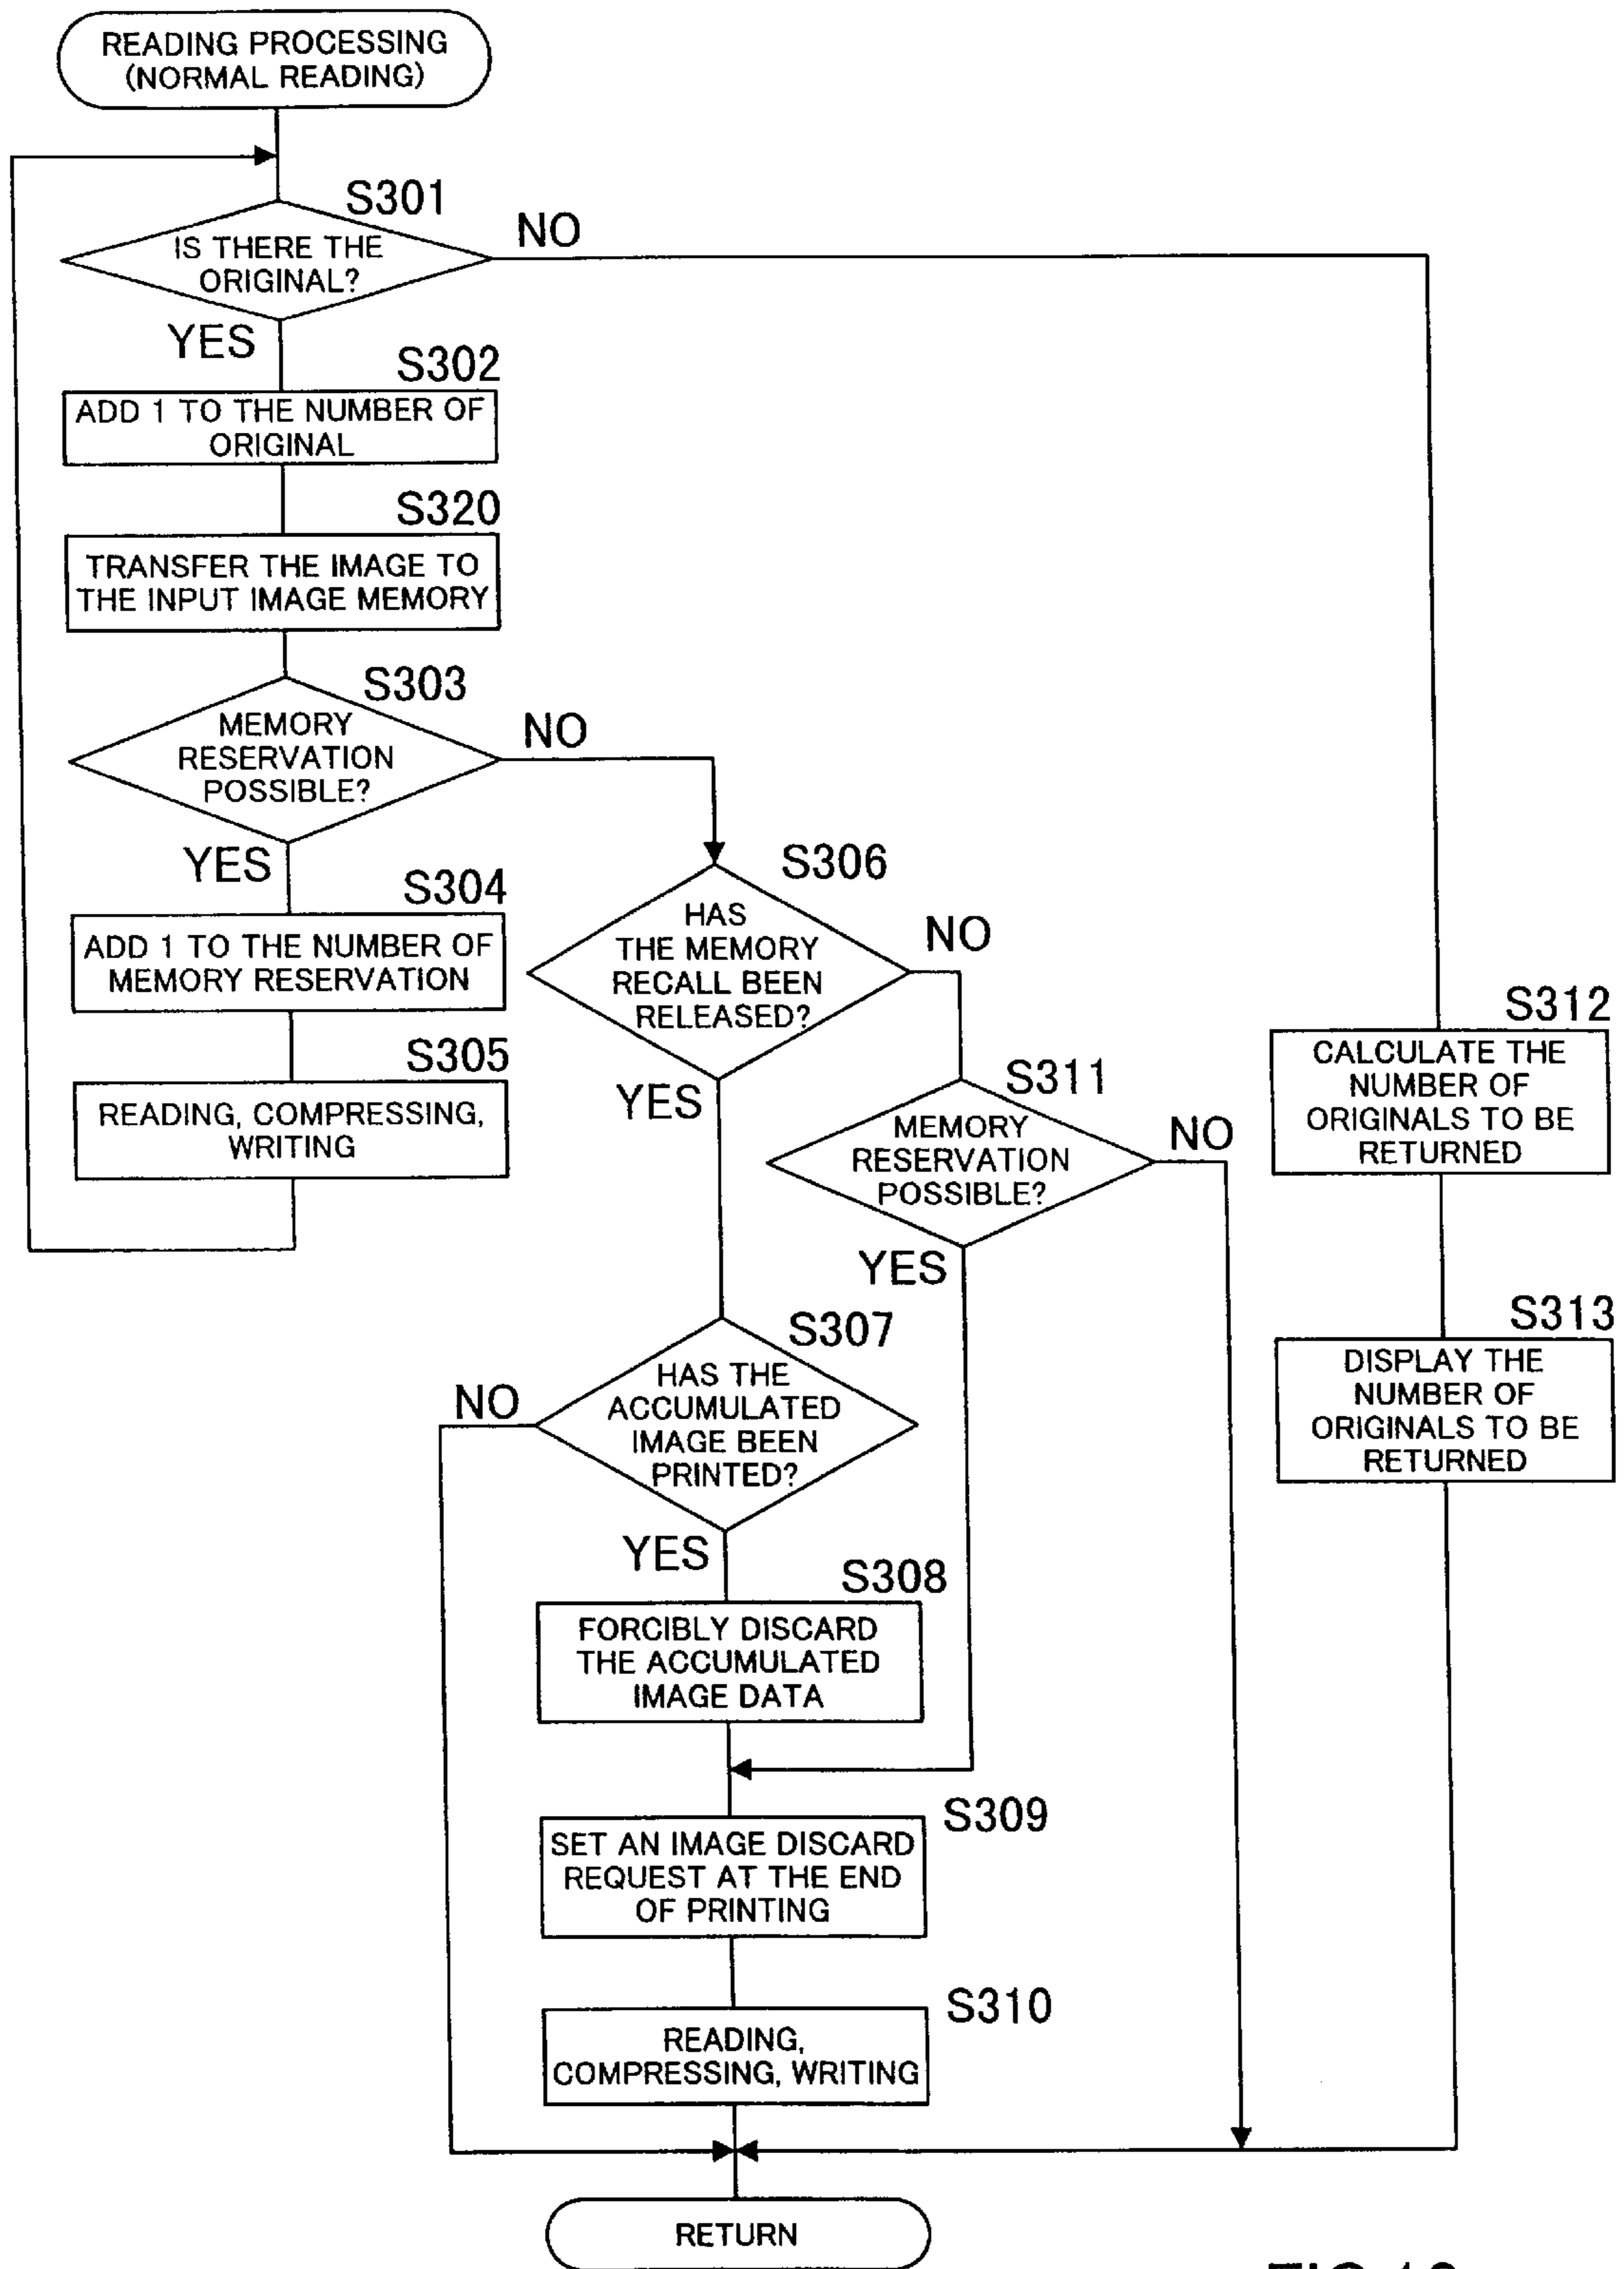 READING PROCESSING
(NORMAL READING)
S301
NO
IS THERE THE
ORIGINAL?
YES
S302
ADD 1 TO THE NUMBER OF
ORIGINAL
S320
TRANSFER THE IMAGE TO
THE INPUT IMAGE MEMORY
S303
MEMORY
RESERVATION
POSSIBLE?
NO
YES
S304
ADD 1 TO THE NUMBER OF
MEMORY RESERVATION
S305
READING, COMPRESSING,
WRITING
S306
HAS
THE MEMORY
RECALL BEEN
RELEASED?
NO
YES
S311
MEMORY
RESERVATION
POSSIBLE?
NO
YES
S312
CALCULATE THE
NUMBER OF
ORIGINALS TO BE
RETURNED
S313
DISPLAY THE
NUMBER OF
ORIGINALS TO BE
RETURNED
S307
HAS THE
ACCUMULATED
IMAGE BEEN
PRINTED?
NO
YES
S308
FORCIBLY DISCARD
THE ACCUMULATED
IMAGE DATA
S309
SET AN IMAGE DISCARD
REQUEST AT THE END
OF PRINTING
S310
READING,
COMPRESSING, WRITING
RETURN